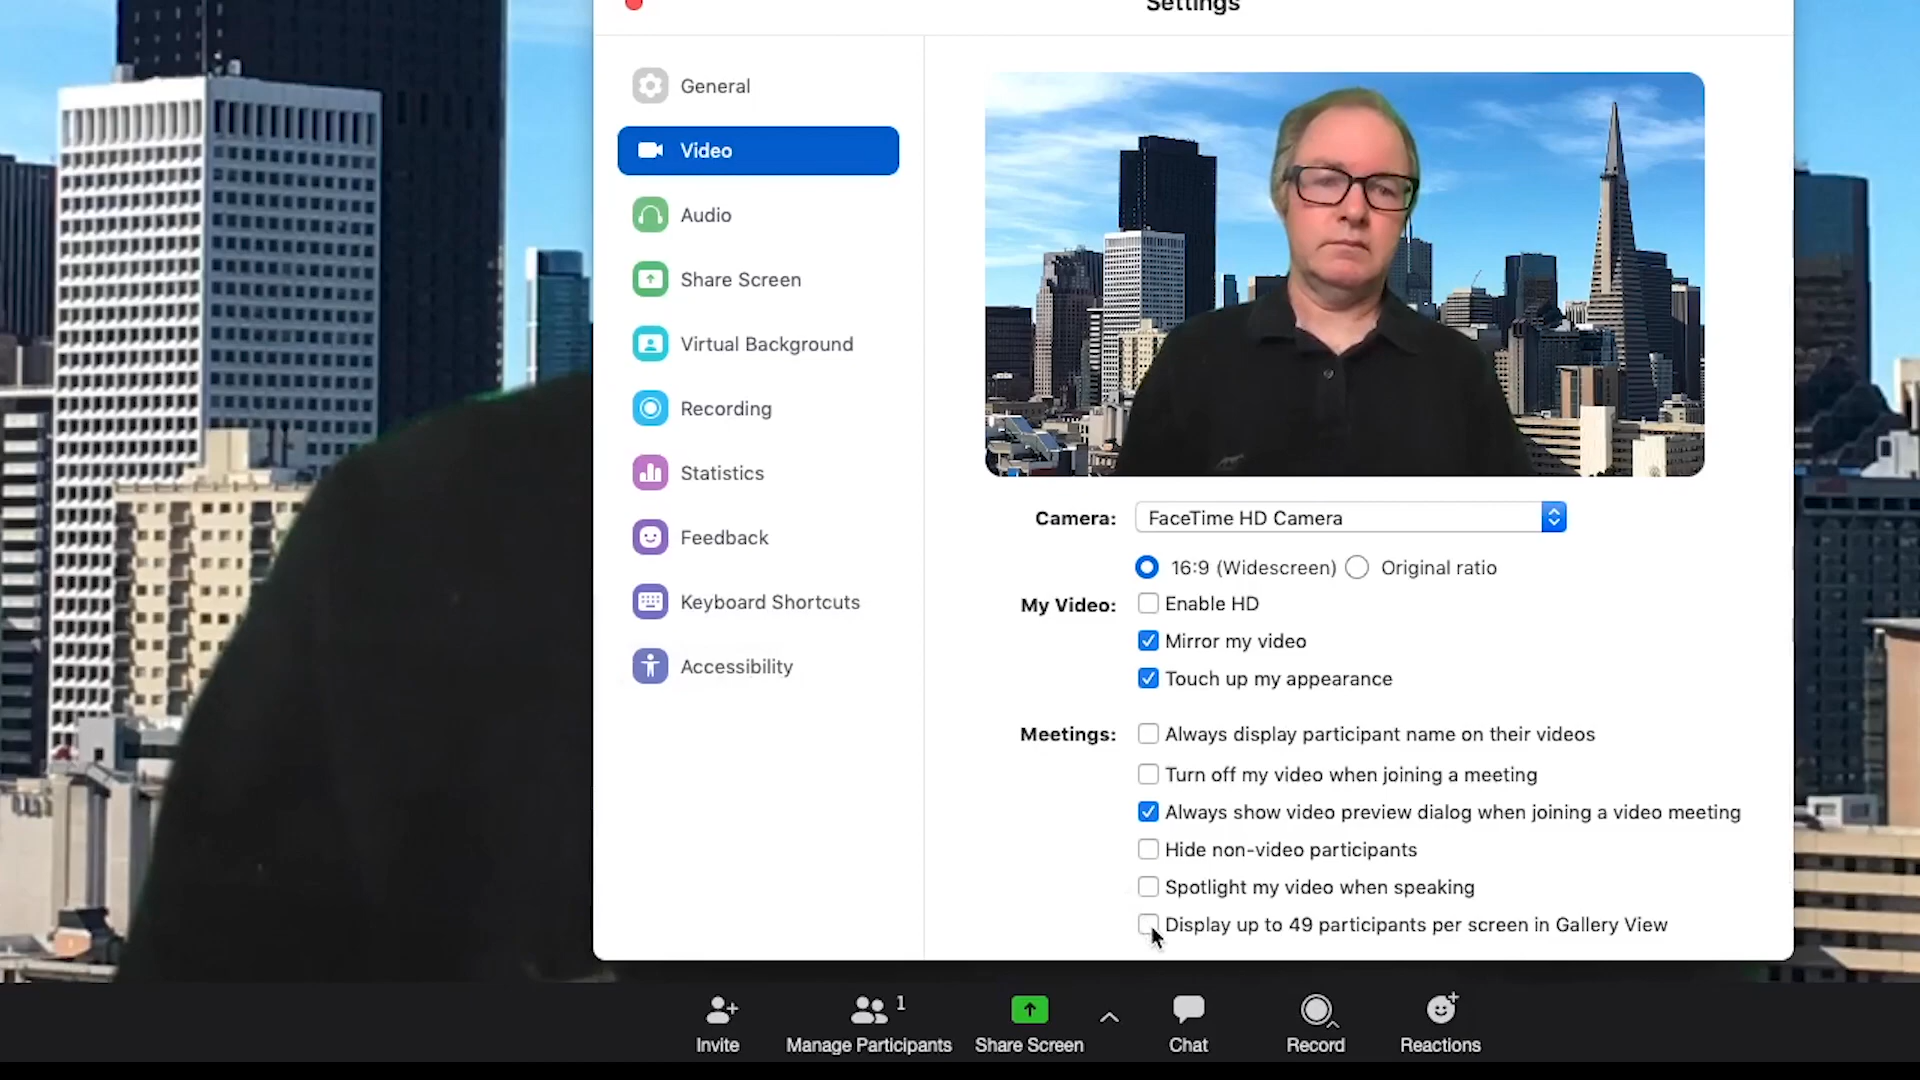 Settings
General
Video
Audio
Share Screen
Virtual Background
Recording
Statistics
Feedback
Keyboard Shortcuts
Accessibility
Camera: FaceTime HD Camera
16:9 (Widescreen) Original ratio
My Video: Enable HD
Mirror my video
Touch up my appearance
Meetings: Always display participant name on their videos
Turn off my video when joining a meeting
Always show video preview dialog when joining a video meeting
Hide non-video participants
Spotlight my video when speaking
Display up to 49 participants per screen in Gallery View
1
Invite Manage Participants Share Screen Chat Record Reactions